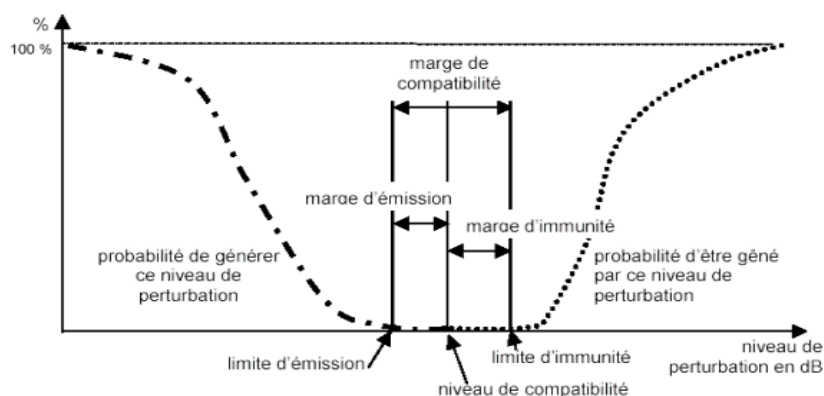 %
100 %
marge de
compatibilité
marge d'émission
marge d'immunité
probabilité de générer
ce niveau de
perturbation
probabilité d'être gêné
par ce niveau de
perturbation
limite d'émission
limite d'immunité
niveau de compatibilité
niveau de
perturbation en dB